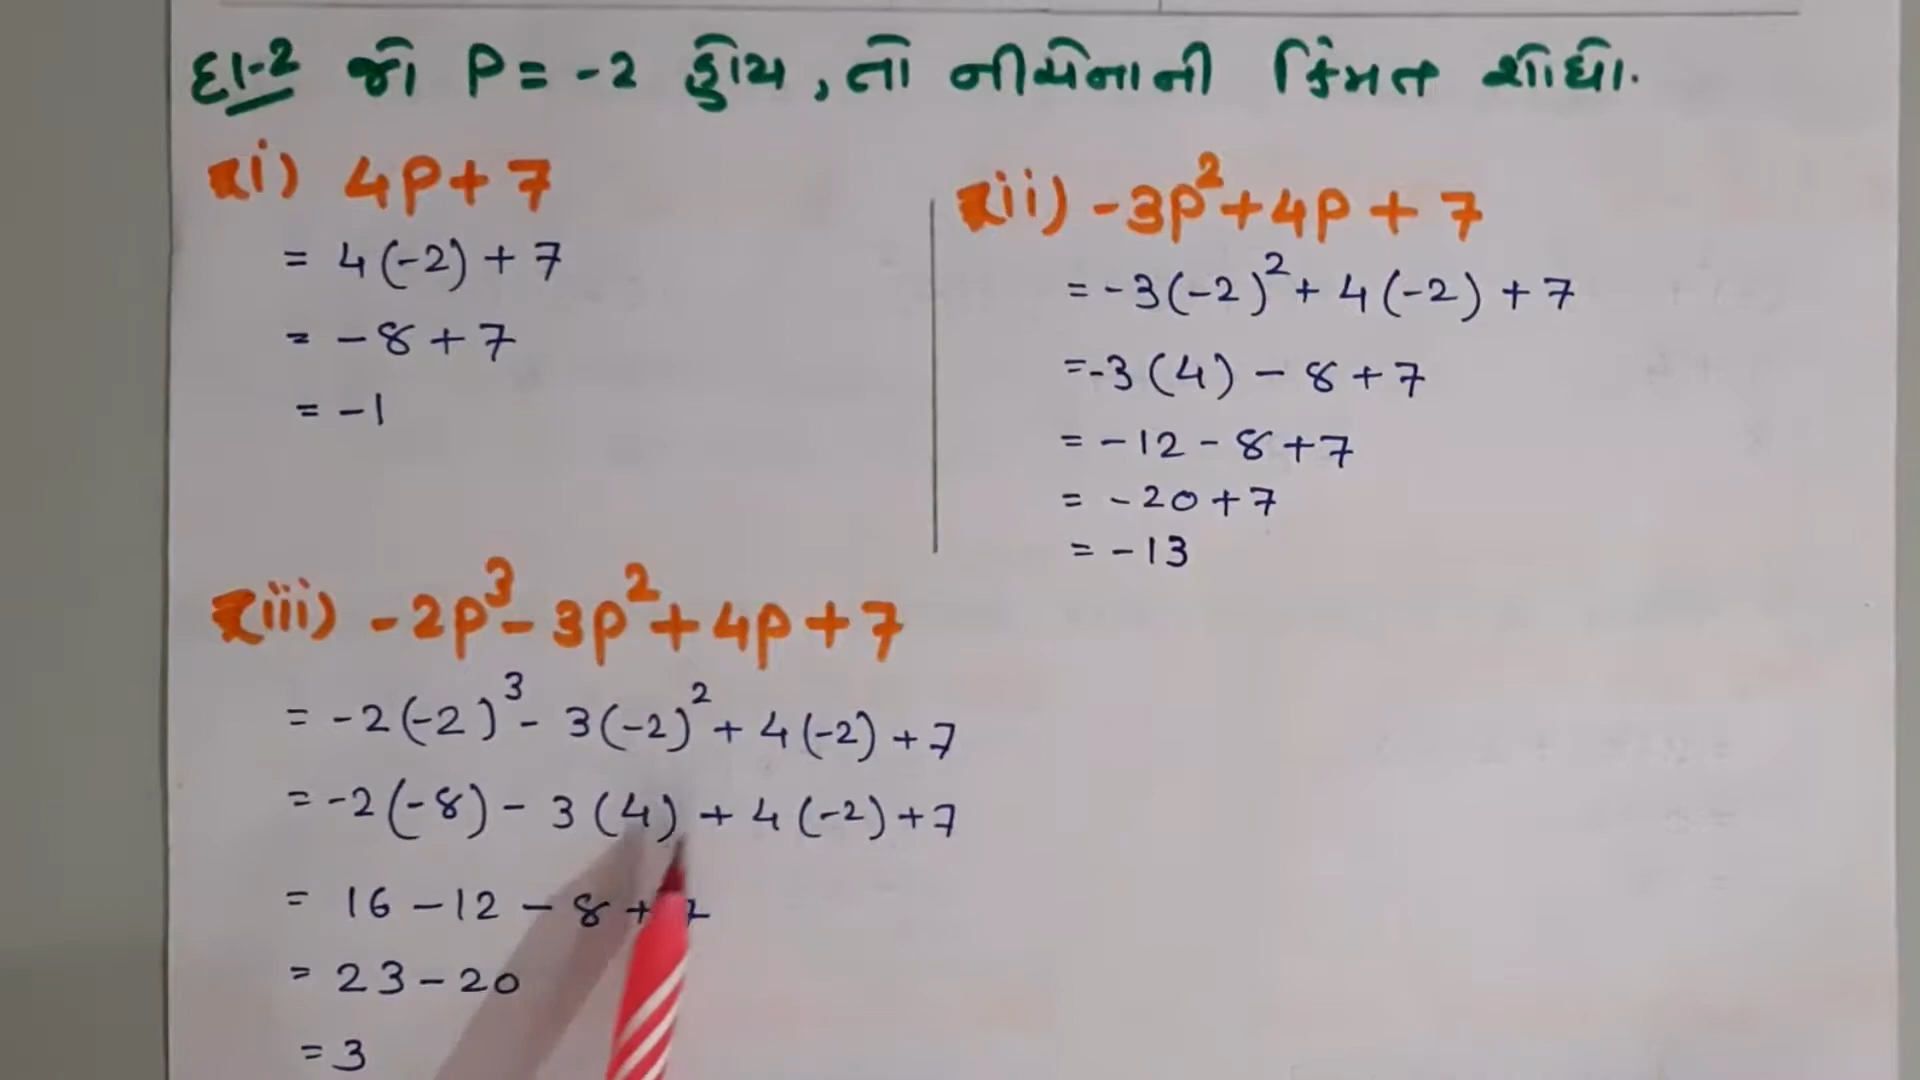 દા-2 જો P = -2 હોય, તો નીચેનાની કિંમત શોધો.
(i) 4P + 7
= 4(-2) + 7
= -8 + 7
= -1
(ii) -3p² + 4p + 7
= -3(-2)² + 4(-2) + 7
= -3(4) - 8 + 7
= -12 - 8 + 7
= -20 + 7
= -13
(iii) -2p³ - 3p² + 4p + 7
= -2(-2)³ - 3(-2)² + 4(-2) + 7
= -2(-8) - 3(4) + 4(-2) + 7
= 16 - 12 - 8 + 7
= 23 - 20
= 3